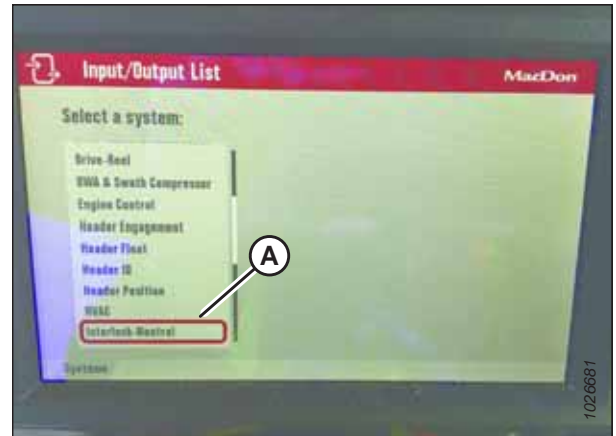 Input/Output List
MacDon
Select a system:
Drive-Reel
DWA & Swath Compressor
Engine Control
Header Engagement
Header Float
Header ID
Header Position
HVAC
Interlock-Neutral
Systems
A
1026681